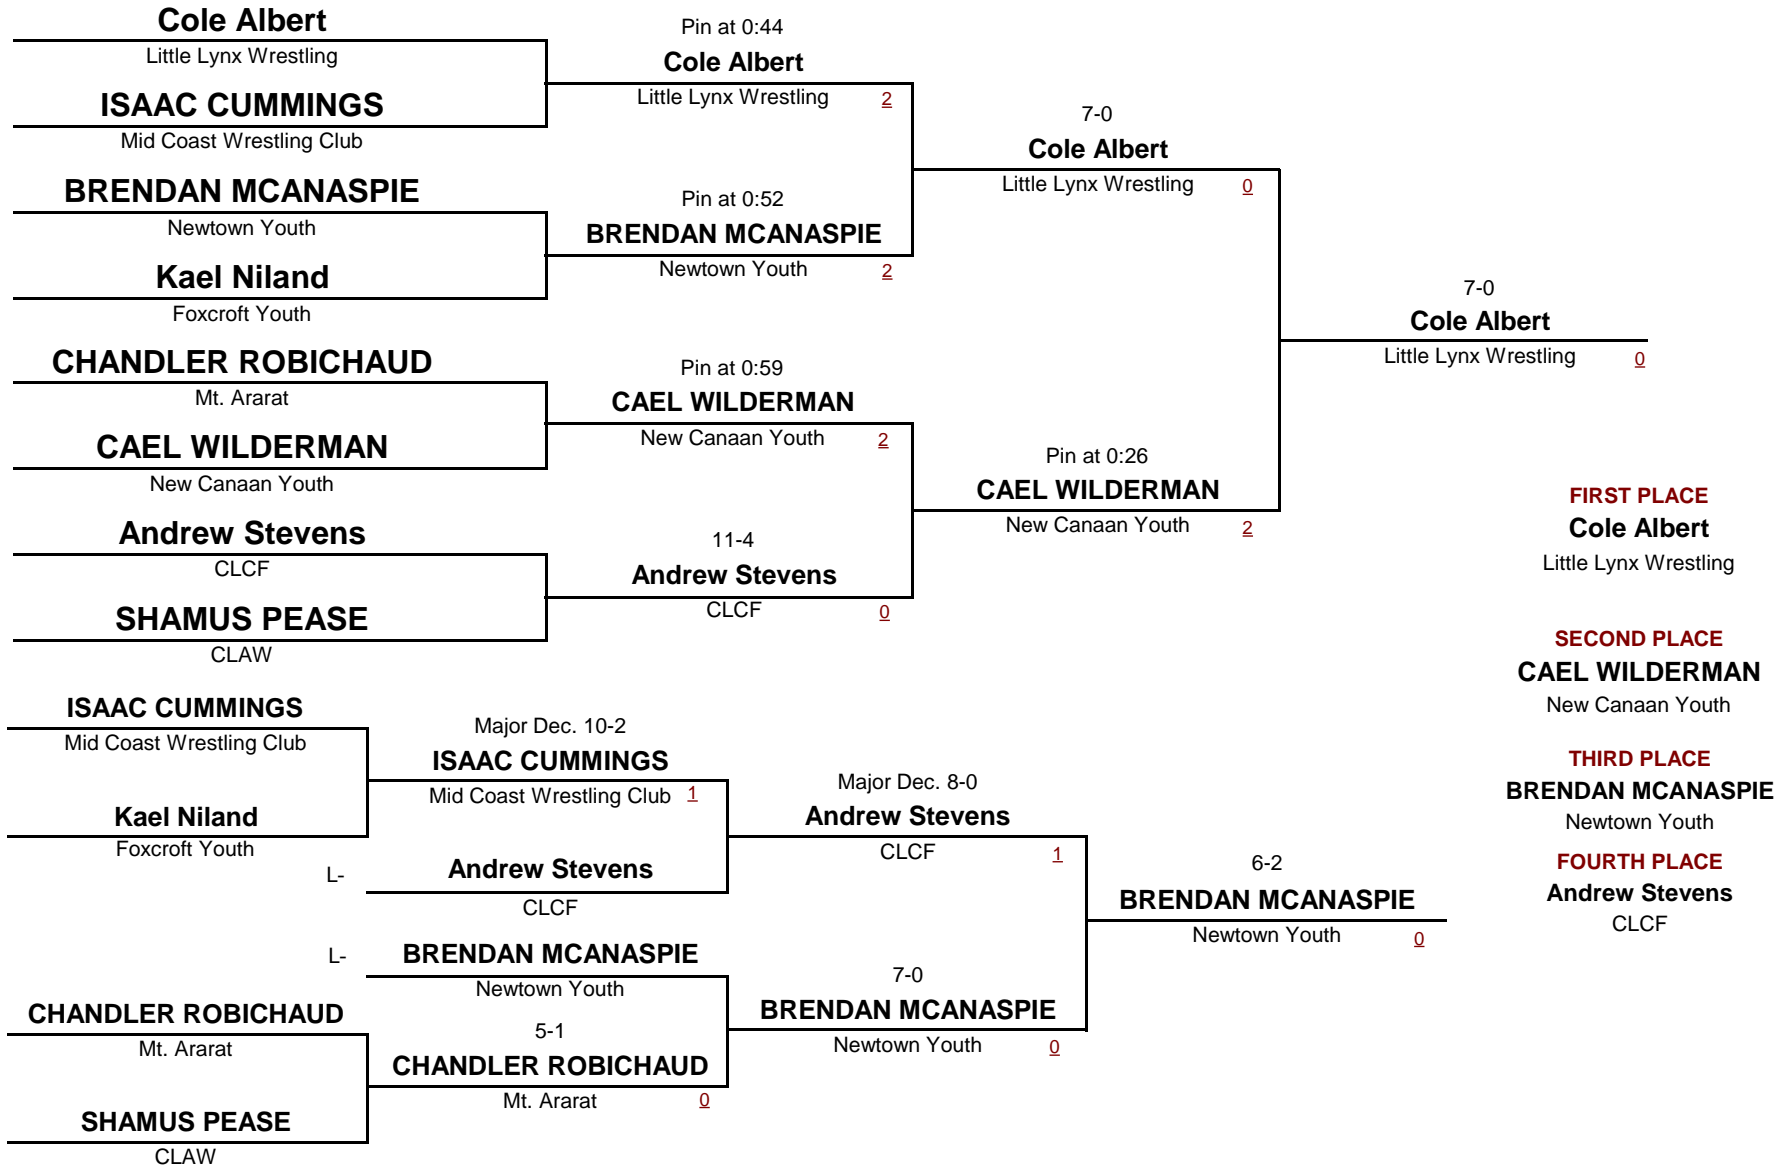 Cole Albert
Little Lynx Wrestling
ISAAC CUMMINGS
Mid Coast Wrestling Club
BRENDAN MCANASPIE
Newtown Youth
Kael Niland
Foxcroft Youth
CHANDLER ROBICHAUD
Mt. Ararat
CAEL WILDERMAN
New Canaan Youth
Andrew Stevens
CLCF
SHAMUS PEASE
CLAW
Pin at 0:44
Cole Albert
Little Lynx Wrestling 2
Pin at 0:52
BRENDAN MCANASPIE
Newtown Youth 2
Pin at 0:59
CAEL WILDERMAN
New Canaan Youth 2
11-4
Andrew Stevens
CLCF 0
7-0
Cole Albert
Little Lynx Wrestling 0
Pin at 0:26
CAEL WILDERMAN
New Canaan Youth 2
7-0
Cole Albert
Little Lynx Wrestling 0
FIRST PLACE
Cole Albert
Little Lynx Wrestling
SECOND PLACE
CAEL WILDERMAN
New Canaan Youth
THIRD PLACE
BRENDAN MCANASPIE
Newtown Youth
FOURTH PLACE
Andrew Stevens
CLCF
ISAAC CUMMINGS
Mid Coast Wrestling Club
Kael Niland
Foxcroft Youth
CHANDLER ROBICHAUD
Mt. Ararat
SHAMUS PEASE
CLAW
Major Dec. 10-2
ISAAC CUMMINGS
Mid Coast Wrestling Club 1
L- Andrew Stevens
CLCF
L- BRENDAN MCANASPIE
Newtown Youth
5-1
CHANDLER ROBICHAUD
Mt. Ararat 0
Major Dec. 8-0
Andrew Stevens
CLCF 1
7-0
BRENDAN MCANASPIE
Newtown Youth 0
6-2
BRENDAN MCANASPIE
Newtown Youth 0